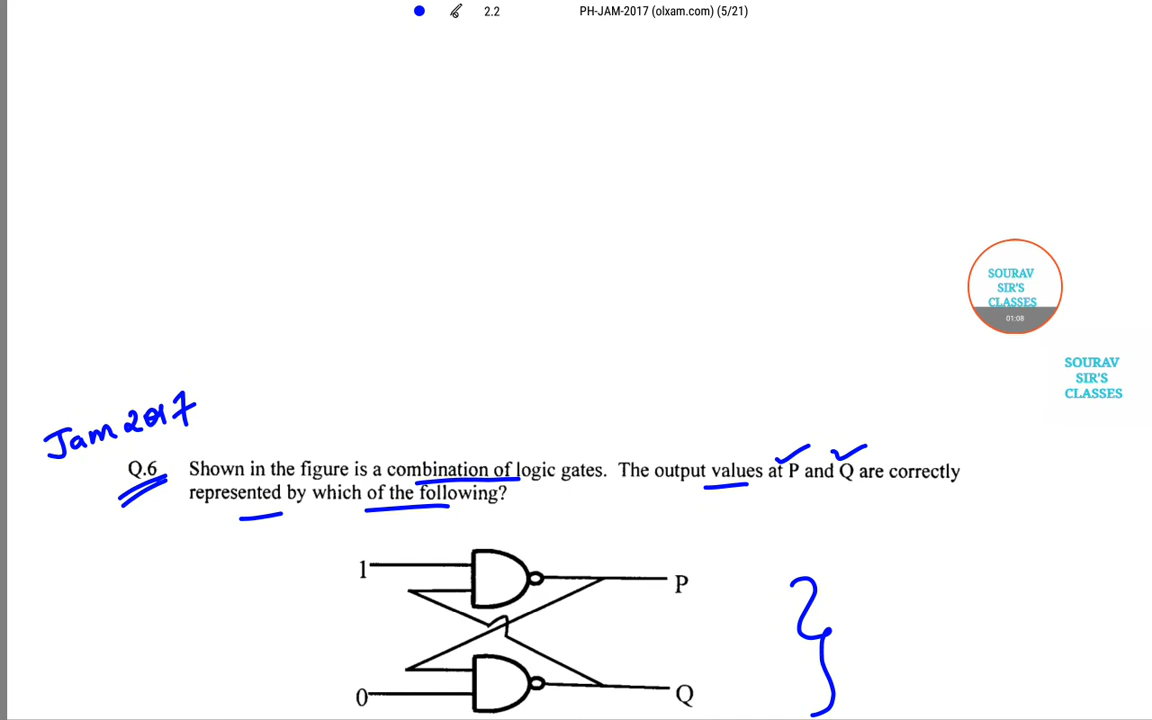 2.2 PH-JAM-2017 (olxam.com) (5/21)
SOURAV
SIR'S
CLASSES
01:08
SOURAV
SIR'S
CLASSES
Jam 2017
Q.6 Shown in the figure is a combination of logic gates. The output values at P and Q are correctly
represented by which of the following?
1
P
0
Q